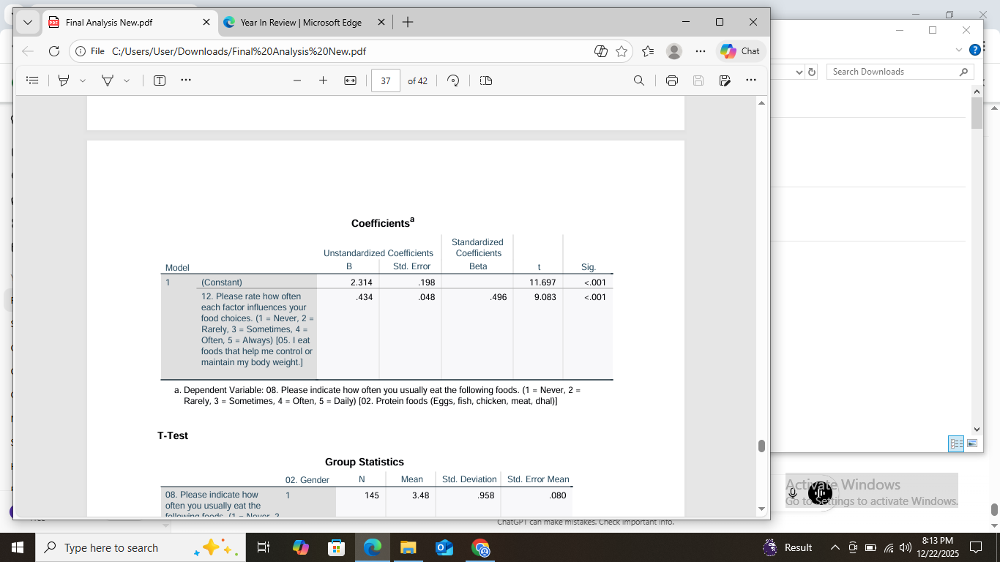 Final Analysis New.pdf
Year In Review | Microsoft Edge
File C:/Users/User/Downloads/Final%20Analysis%20New.pdf
Chat
37 of 42
Search Downloads
Coefficientsa
Unstandardized Coefficients
Standardized
Coefficients
Model B Std. Error Beta t Sig.
1 (Constant) 2.314 .198 11.697 <.001
12. Please rate how often .434 .048 .496 9.083 <.001
each factor influences your
food choices. (1 = Never, 2 =
Rarely, 3 = Sometimes, 4 =
Often, 5 = Always) [05. I eat
foods that help me control or
maintain my body weight.]
a. Dependent Variable: 08. Please indicate how often you usually eat the following foods. (1 = Never, 2 =
Rarely, 3 = Sometimes, 4 = Often, 5 = Daily) [02. Protein foods (Eggs, fish, chicken, meat, dhal)]
T-Test
Group Statistics
02. Gender N Mean Std. Deviation Std. Error Mean
08. Please indicate how 1 145 3.48 .958 .080
often you usually eat the
following foods. (1 = Never, 2
Activate Windows
Go to Settings to activate Windows.
ChatGPT can make mistakes. Check important info.
Type here to search
Result
8:13 PM
12/22/2025